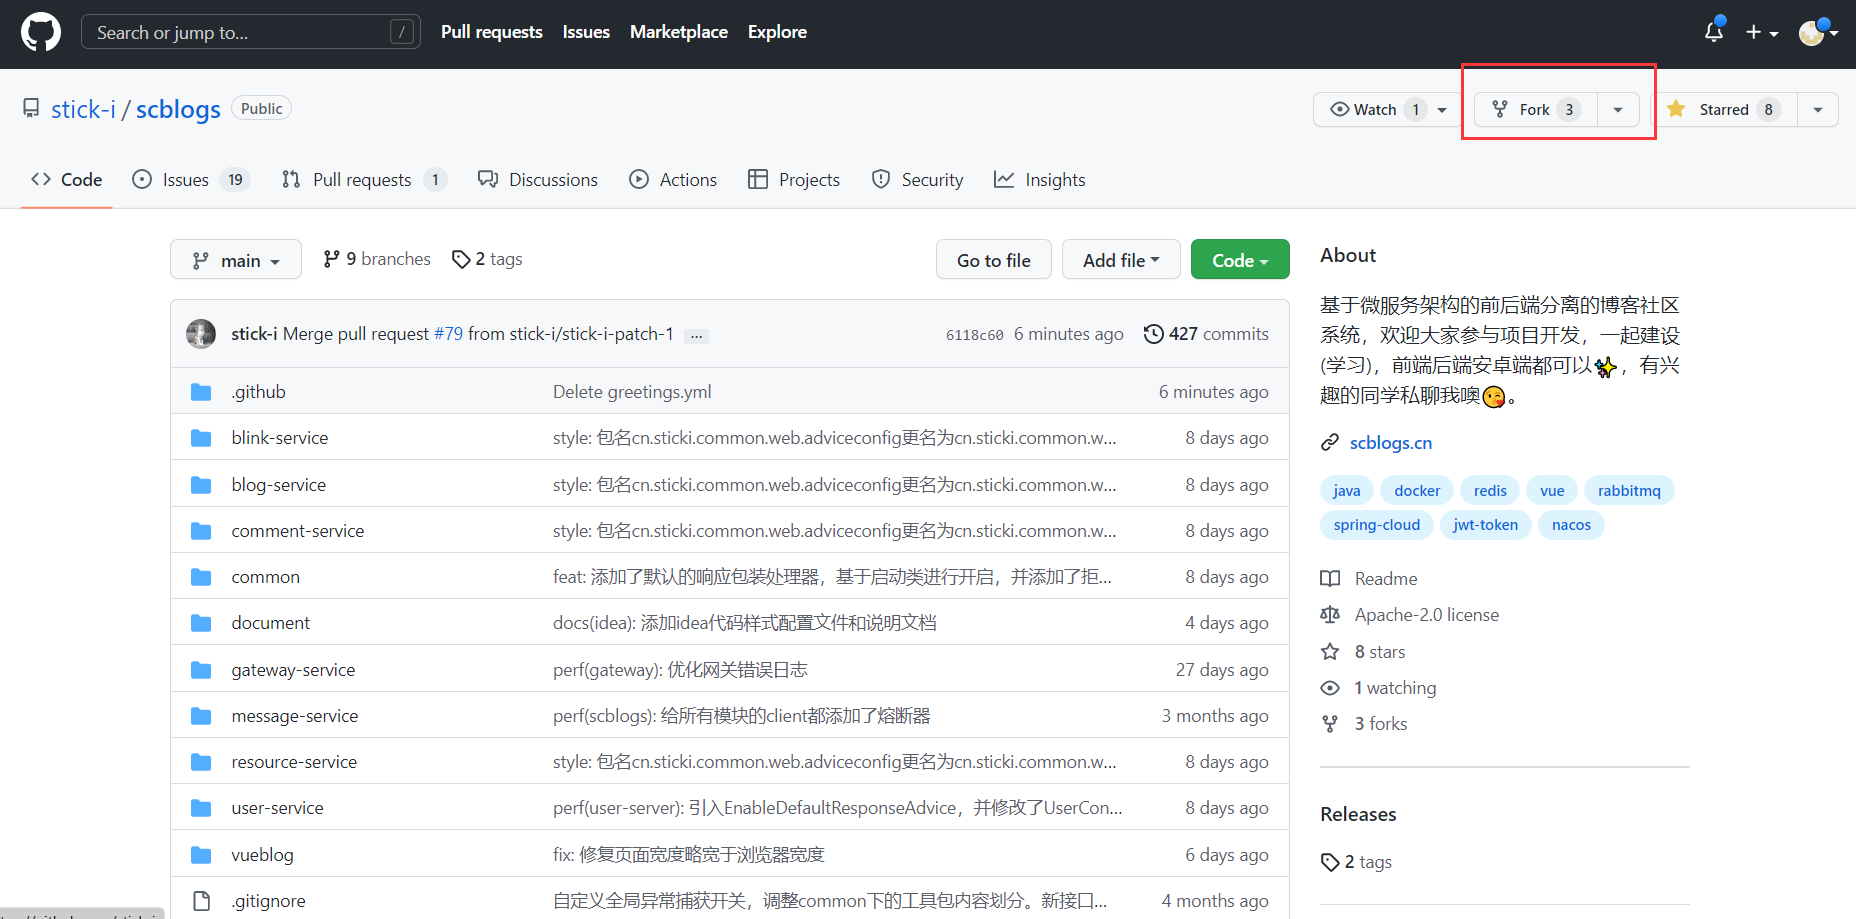 Search or jump to... /
Pull requests Issues Marketplace Explore
stick-i / scblogs Public
Watch 1 Fork 3 Starred 8
Code Issues 19 Pull requests 1 Discussions Actions Projects Security Insights
main 9 branches 2 tags Go to file Add file Code
stick-i Merge pull request #79 from stick-i/stick-i-patch-1 ... 6118c60 6 minutes ago 427 commits
.github Delete greetings.yml 6 minutes ago
blink-service style: 包名cn.sticki.common.web.adviceconfig更名为cn.sticki.common.w... 8 days ago
blog-service style: 包名cn.sticki.common.web.adviceconfig更名为cn.sticki.common.w... 8 days ago
comment-service style: 包名cn.sticki.common.web.adviceconfig更名为cn.sticki.common.w... 8 days ago
common feat: 添加了默认的响应包装处理器，基于启动类进行开启，并添加了拒... 8 days ago
document docs(idea): 添加idea代码样式配置文件和说明文档 4 days ago
gateway-service perf(gateway): 优化网关错误日志 27 days ago
message-service perf(scblogs): 给所有模块的client都添加了熔断器 3 months ago
resource-service style: 包名cn.sticki.common.web.adviceconfig更名为cn.sticki.common.w... 8 days ago
user-service perf(user-server): 引入EnableDefaultResponseAdvice，并修改了UserCon... 8 days ago
vueblog fix: 修复页面宽度略宽于浏览器宽度 6 days ago
.gitignore 自定义全局异常捕获开关，调整common下的工具包内容划分。新接口... 4 months ago
About
基于微服务架构的前后端分离的博客社区
系统，欢迎大家参与项目开发，一起建设
(学习)，前端后端安卓端都可以✨，有兴
趣的同学私聊我噢😘。
scblogs.cn
java docker redis vue rabbitmq
spring-cloud jwt-token nacos
Readme
Apache-2.0 license
8 stars
1 watching
3 forks
Releases
2 tags